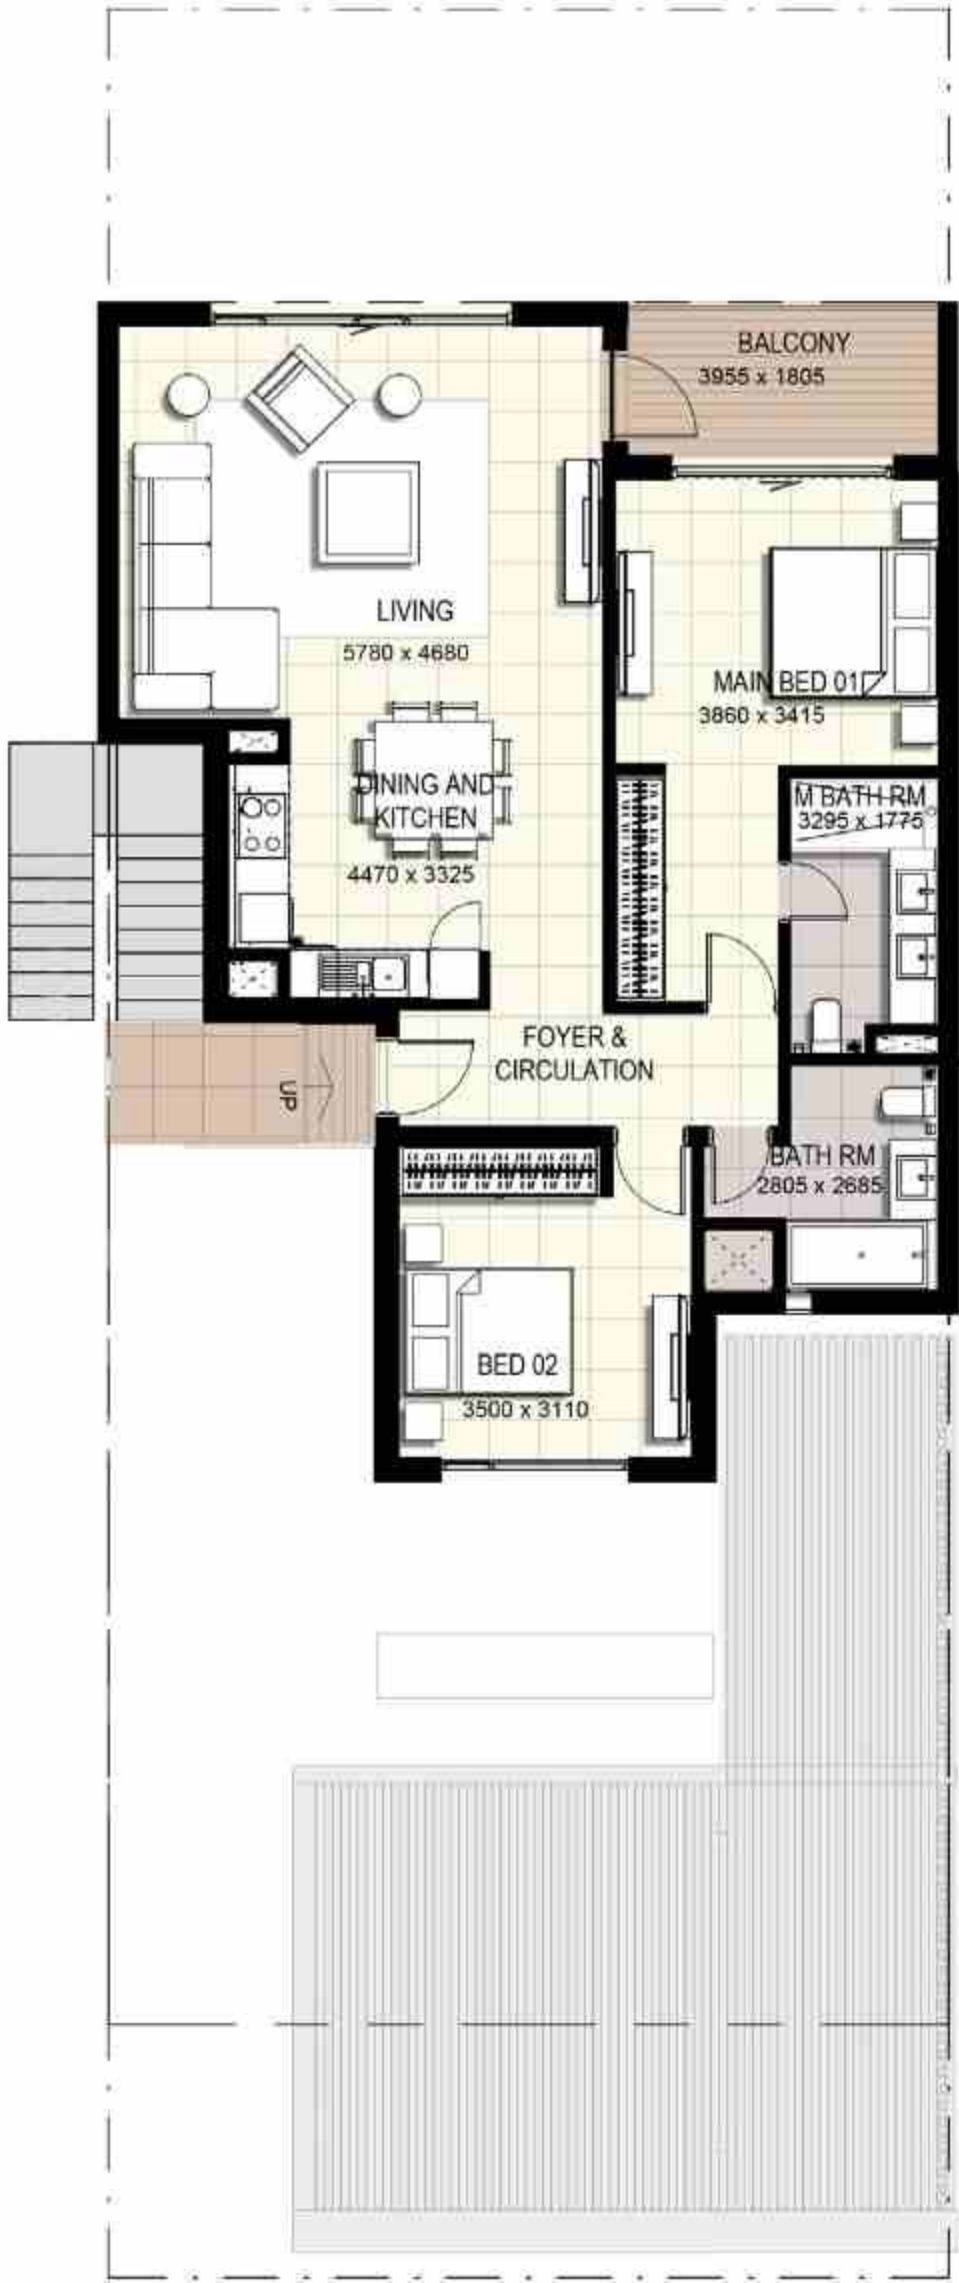 BALCONY
3955 x 1805
LIVING
5780 x 4680
MAIN BED 01
3860 x 3415
DINING AND
KITCHEN
4470 x 3325
M BATH RM
3295 x 1775
FOYER &
CIRCULATION
UP
BATH RM
2805 x 2685
BED 02
3500 x 3110